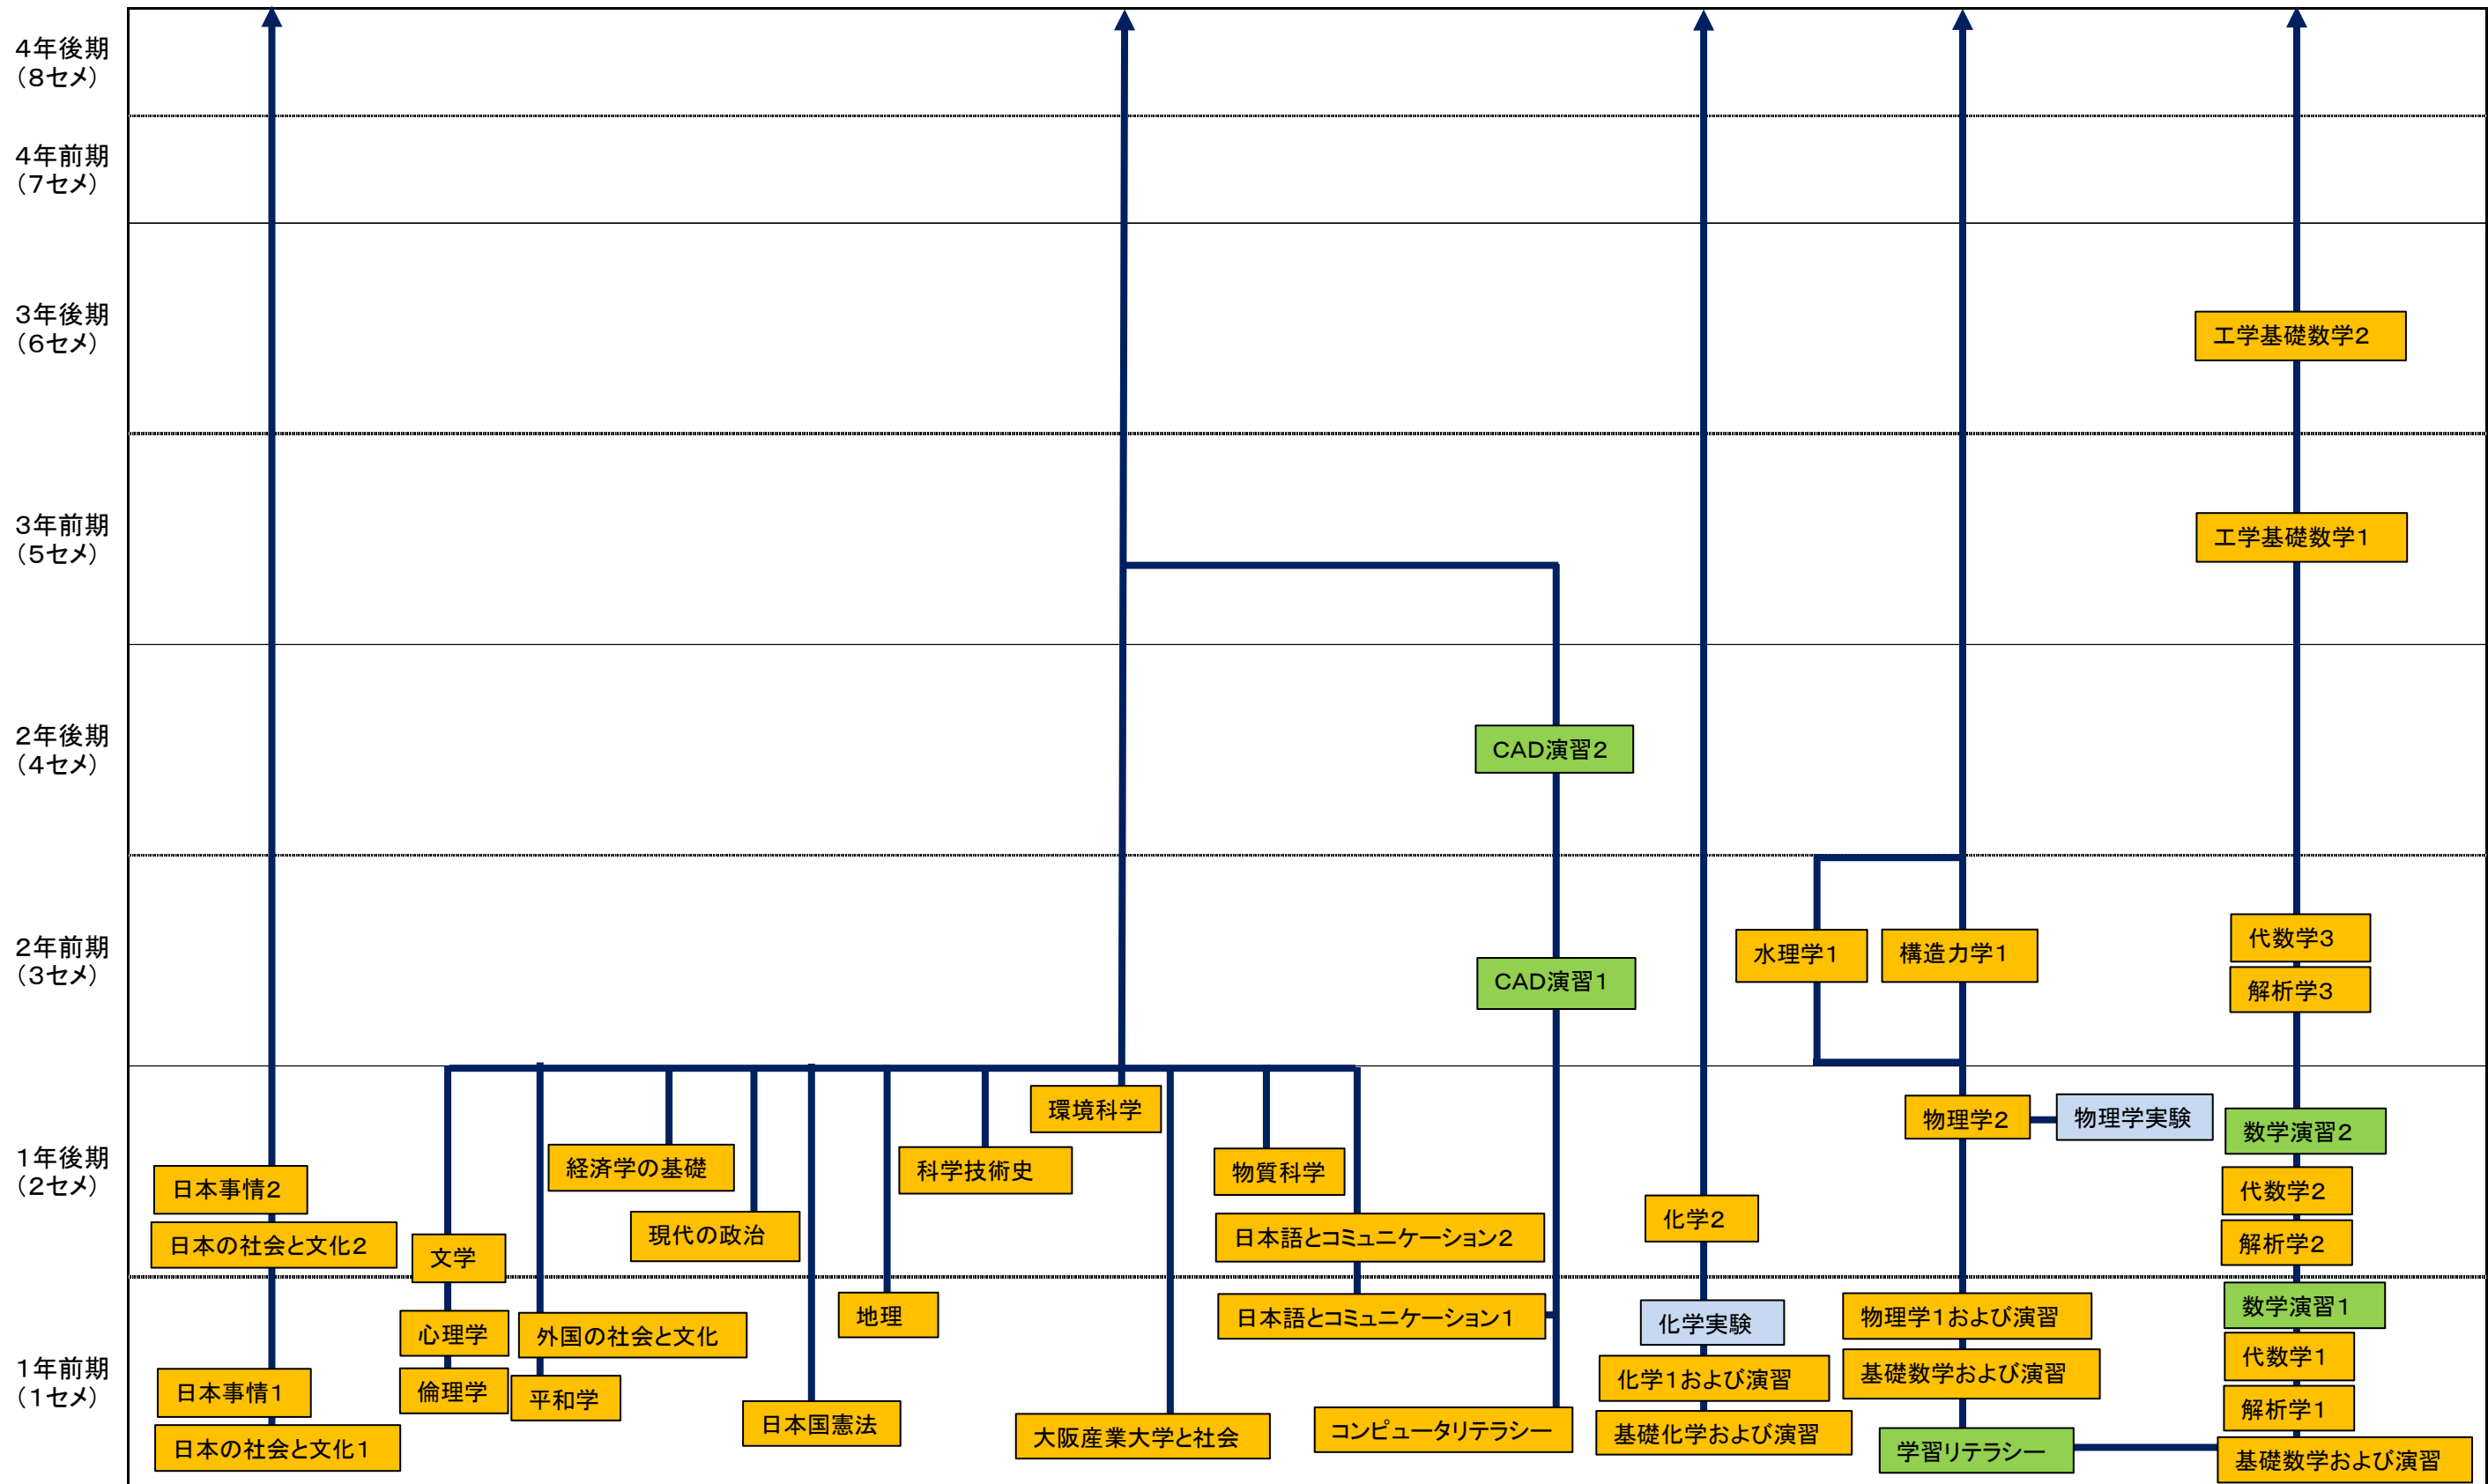 4年後期
（8セメ）
4年前期
（7セメ）
3年後期
（6セメ）
工学基礎数学2
3年前期
（5セメ）
工学基礎数学1
2年後期
（4セメ）
CAD演習2
2年前期
（3セメ）
代数学3
水理学1
構造力学1
CAD演習1
解析学3
1年後期
（2セメ）
環境科学
物理学2
物理学実験
数学演習2
経済学の基礎
科学技術史
物質科学
日本事情2
代数学2
化学2
現代の政治
日本語とコミュニケーション2
日本の社会と文化2
文学
解析学2
1年前期
（1セメ）
地理
日本語とコミュニケーション1
物理学1および演習
数学演習1
心理学
外国の社会と文化
化学実験
代数学1
基礎数学および演習
化学1および演習
日本事情1
倫理学
平和学
解析学1
日本国憲法
大阪産業大学と社会
コンピュータリテラシー
基礎化学および演習
日本の社会と文化1
学習リテラシー
基礎数学および演習